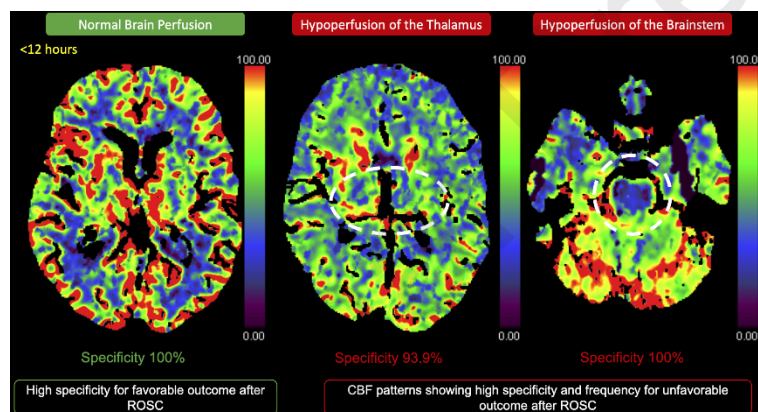 Normal Brain Perfusion
Hypoperfusion of the Thalamus
Hypoperfusion of the Brainstem
<12 hours
100.00
100.00
100.00
0.00
0.00
0.00
Specificity 100%
Specificity 93.9%
Specificity 100%
High specificity for favorable outcome after
ROSC
CBF patterns showing high specificity and frequency for unfavorable
outcome after ROSC